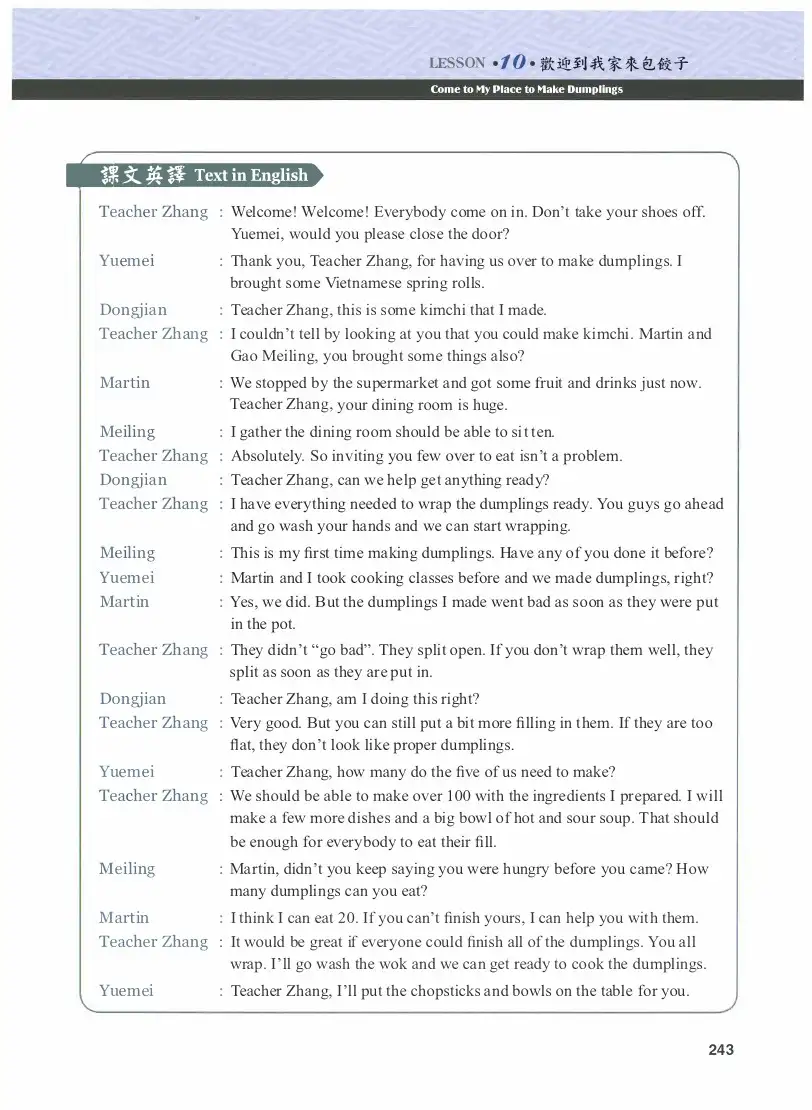 LESSON •10• 歡迎到我家來包餃子
Come to My Place to Make Dumplings
課文英譯 Text in English
Teacher Zhang : Welcome! Welcome! Everybody come on in. Don’t take your shoes off.
Yuemei, would you please close the door?
Yuemei : Thank you, Teacher Zhang, for having us over to make dumplings. I
brought some Vietnamese spring rolls.
Dongjian : Teacher Zhang, this is some kimchi that I made.
Teacher Zhang : I couldn’t tell by looking at you that you could make kimchi. Martin and
Gao Meiling, you brought some things also?
Martin : We stopped by the supermarket and got some fruit and drinks just now.
Teacher Zhang, your dining room is huge.
Meiling : I gather the dining room should be able to sit ten.
Teacher Zhang : Absolutely. So inviting you few over to eat isn’t a problem.
Dongjian : Teacher Zhang, can we help get anything ready?
Teacher Zhang : I have everything needed to wrap the dumplings ready. You guys go ahead
and go wash your hands and we can start wrapping.
Meiling : This is my first time making dumplings. Have any of you done it before?
Yuemei : Martin and I took cooking classes before and we made dumplings, right?
Martin : Yes, we did. But the dumplings I made went bad as soon as they were put
in the pot.
Teacher Zhang : They didn’t “go bad”. They split open. If you don’t wrap them well, they
split as soon as they are put in.
Dongjian : Teacher Zhang, am I doing this right?
Teacher Zhang : Very good. But you can still put a bit more filling in them. If they are too
flat, they don’t look like proper dumplings.
Yuemei : Teacher Zhang, how many do the five of us need to make?
Teacher Zhang : We should be able to make over 100 with the ingredients I prepared. I will
make a few more dishes and a big bowl of hot and sour soup. That should
be enough for everybody to eat their fill.
Meiling : Martin, didn’t you keep saying you were hungry before you came? How
many dumplings can you eat?
Martin : I think I can eat 20. If you can’t finish yours, I can help you with them.
Teacher Zhang : It would be great if everyone could finish all of the dumplings. You all
wrap. I’ll go wash the wok and we can get ready to cook the dumplings.
Yuemei : Teacher Zhang, I’ll put the chopsticks and bowls on the table for you.
243